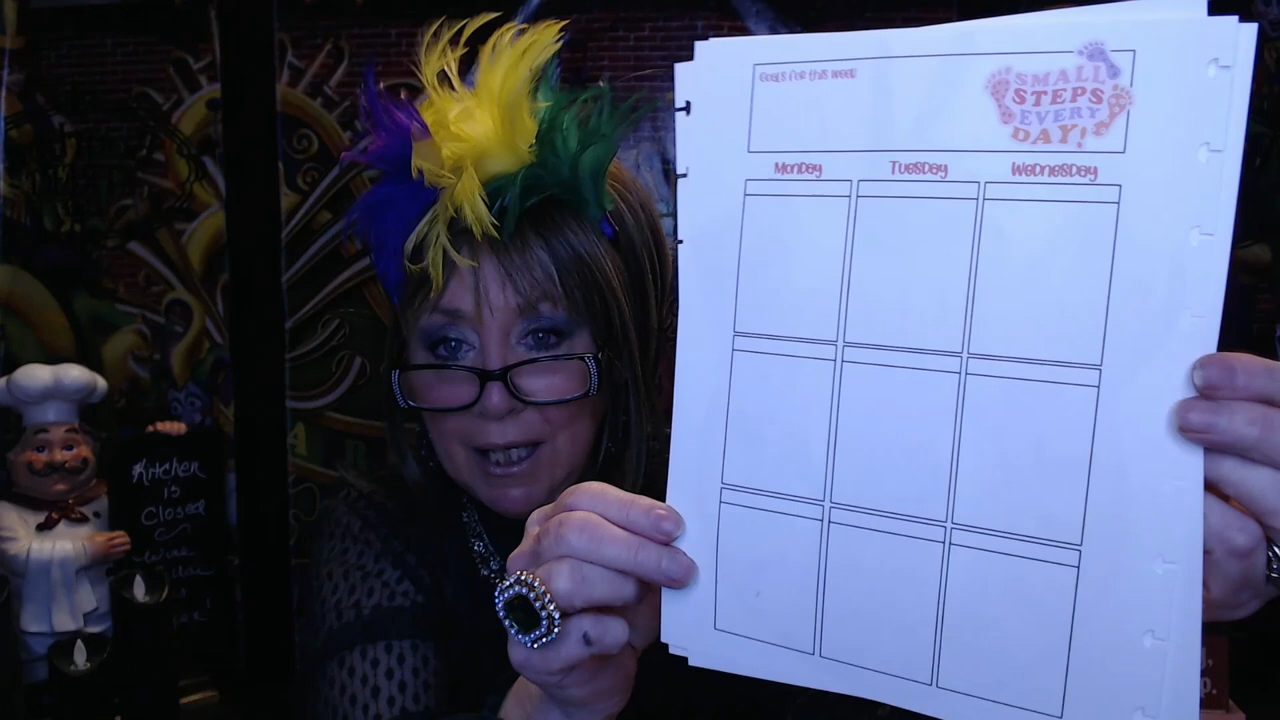 Goals for this week
SMALL
STEPS
EVERY
DAY!
Monday Tuesday Wednesday
Kitchen
is
Closed